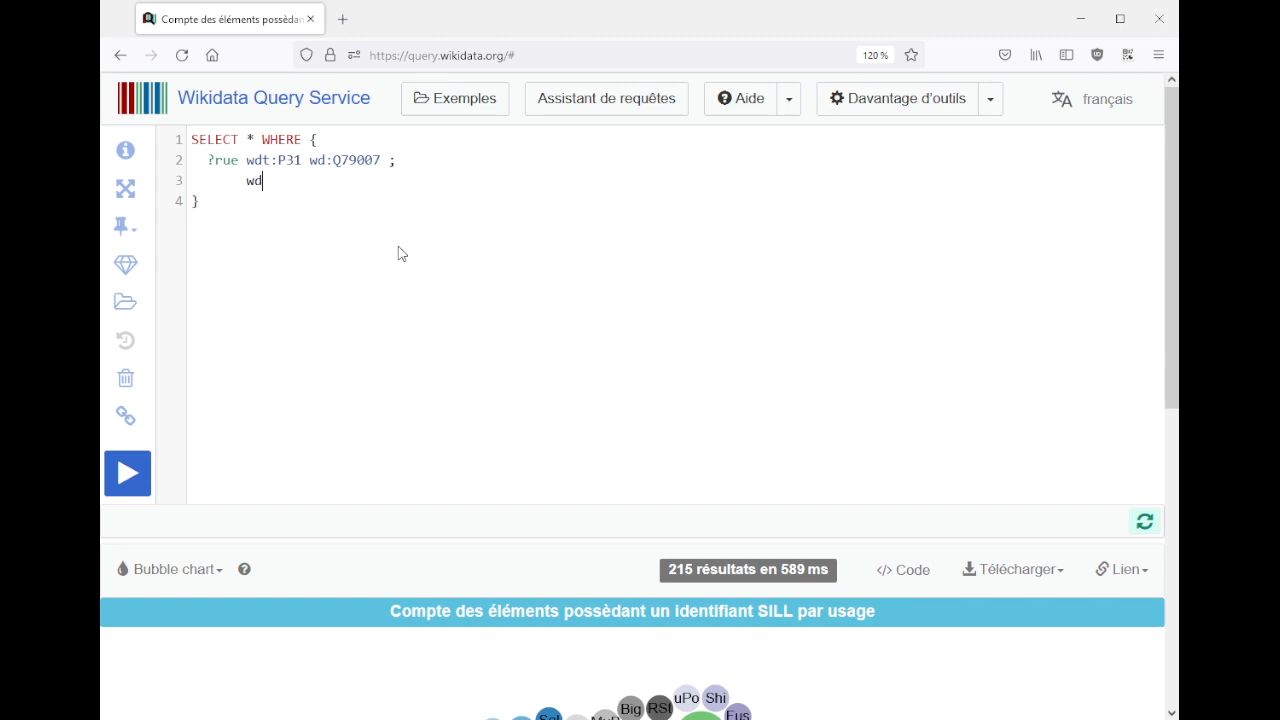 Compte des éléments possédan
https://query.wikidata.org/#
120 %
Wikidata Query Service
Exemples
Assistant de requêtes
Aide
Davantage d'outils
français
1 SELECT * WHERE {
2 ?rue wdt:P31 wd:Q79007 ;
3 wd
4 }
Bubble chart
215 résultats en 589 ms
</> Code
Télécharger
Lien
Compte des éléments possèdant un identifiant SILL par usage
uPo
Shi
Big
RSt
Fus